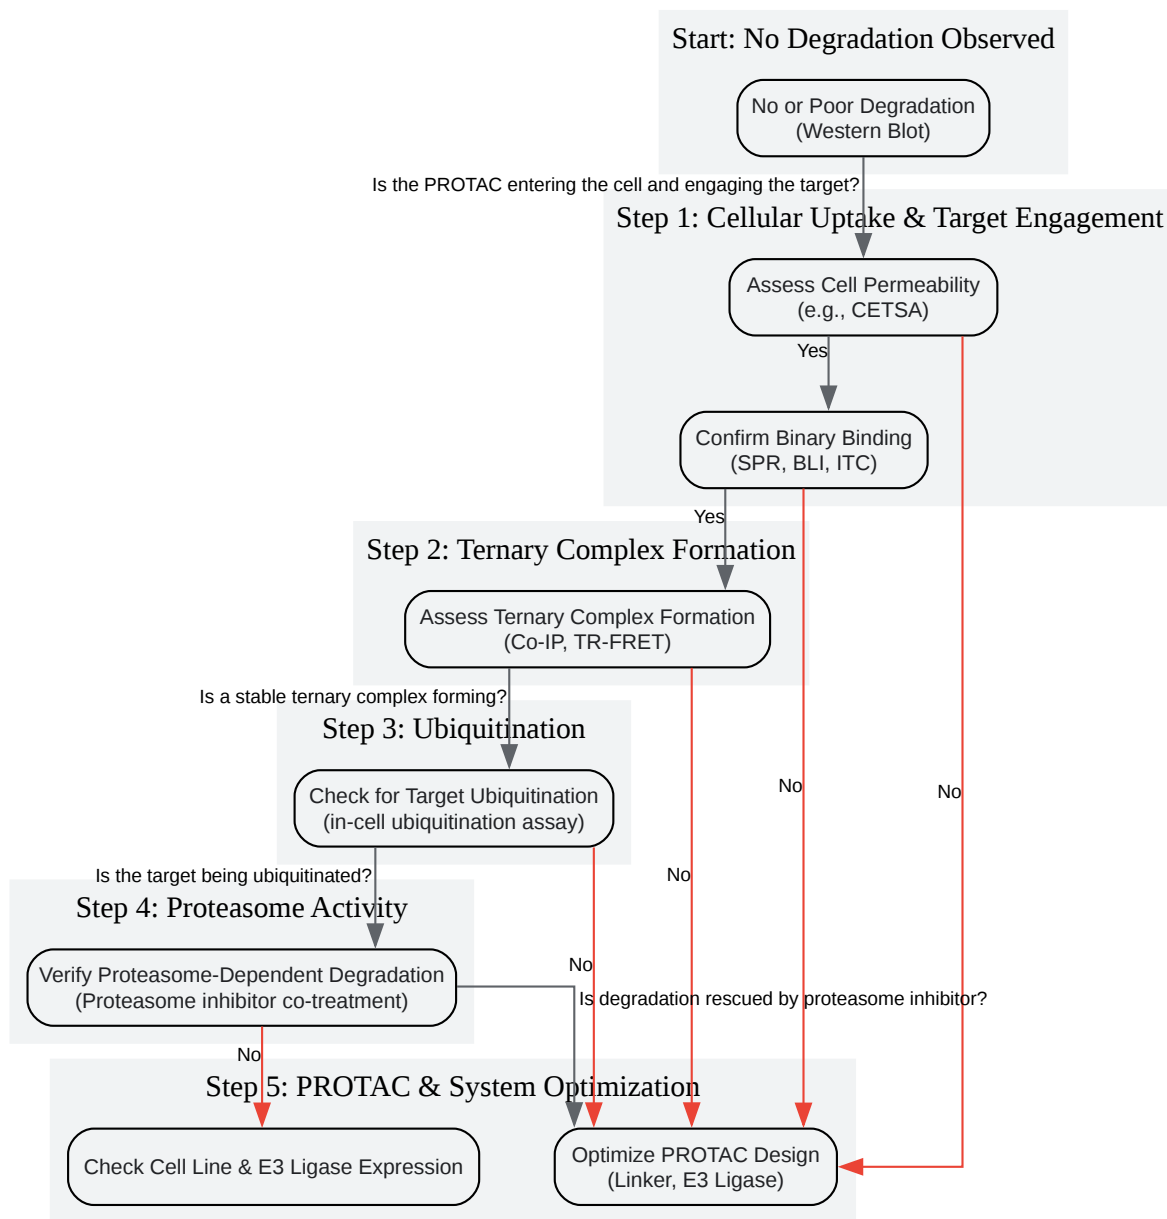 Start: No Degradation Observed
No or Poor Degradation
(Western Blot)
Is the PROTAC entering the cell and engaging the target?
Step 1: Cellular Uptake & Target Engagement
Assess Cell Permeability
(e.g., CETSA)
Yes
Confirm Binary Binding
(SPR, BLI, ITC)
Yes
Step 2: Ternary Complex Formation
Assess Ternary Complex Formation
(Co-IP, TR-FRET)
Is a stable ternary complex forming?
Step 3: Ubiquitination
Check for Target Ubiquitination
(in-cell ubiquitination assay)
No
No
Is the target being ubiquitinated?
No
Step 4: Proteasome Activity
Verify Proteasome-Dependent Degradation
(Proteasome inhibitor co-treatment)
No
Is degradation rescued by proteasome inhibitor?
No
Step 5: PROTAC & System Optimization
Check Cell Line & E3 Ligase Expression
Optimize PROTAC Design
(Linker, E3 Ligase)